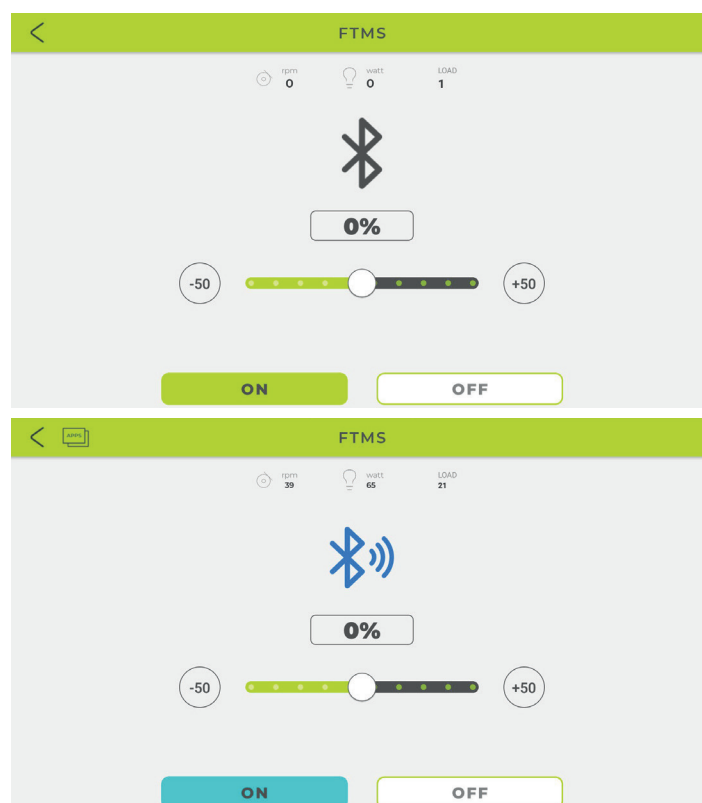 FTMS
rpm watt LOAD
0 0 1
0%
-50 +50
ON OFF
APPS FTMS
rpm watt LOAD
39 65 21
0%
-50 +50
ON OFF